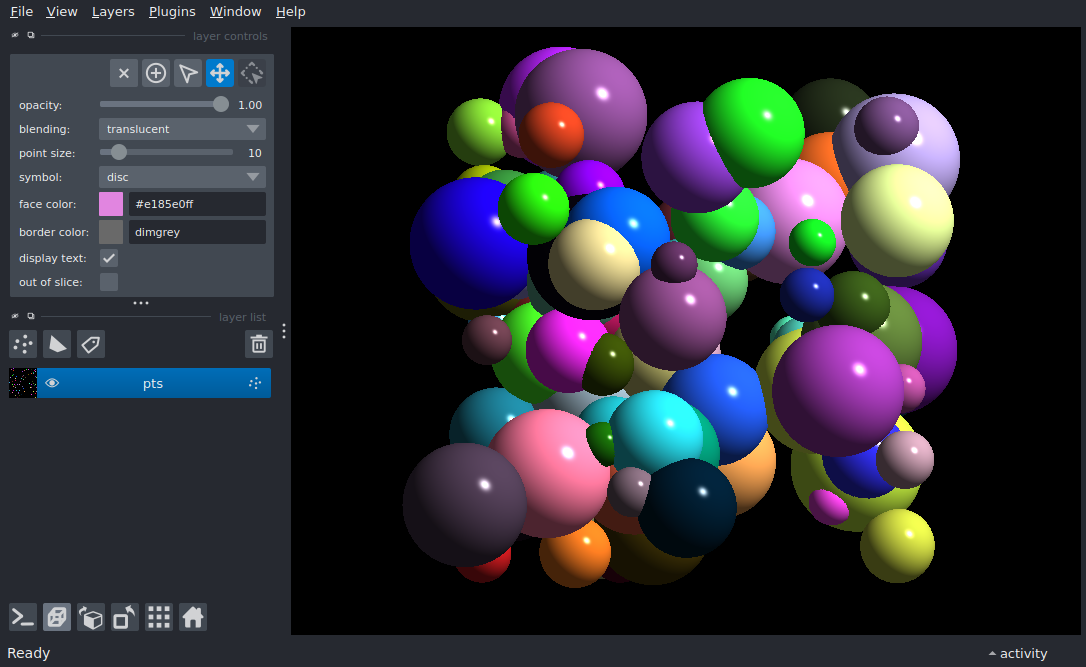 File View Layers Plugins Window Help
layer controls
opacity: 1.00
blending: translucent
point size: 10
symbol: disc
face color: #e185e0ff
border color: dimgrey
display text:
out of slice:
layer list
pts
Ready
activity